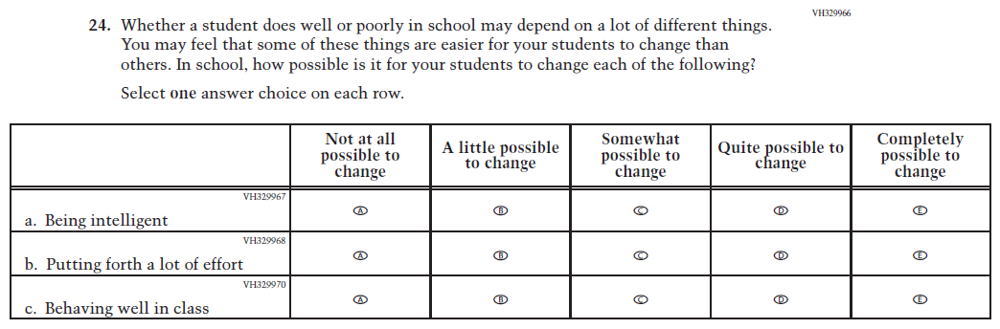 VH329966
24. Whether a student does well or poorly in school may depend on a lot of different things.
You may feel that some of these things are easier for your students to change than
others. In school, how possible is it for your students to change each of the following?
Select one answer choice on each row.
Not at all
possible to
change
A little possible
to change
Somewhat
possible to
change
Quite possible to
change
Completely
possible to
change
VH329967
a. Being intelligent
A B C D E
VH329968
b. Putting forth a lot of effort
A B C D E
VH329970
c. Behaving well in class
A B C D E